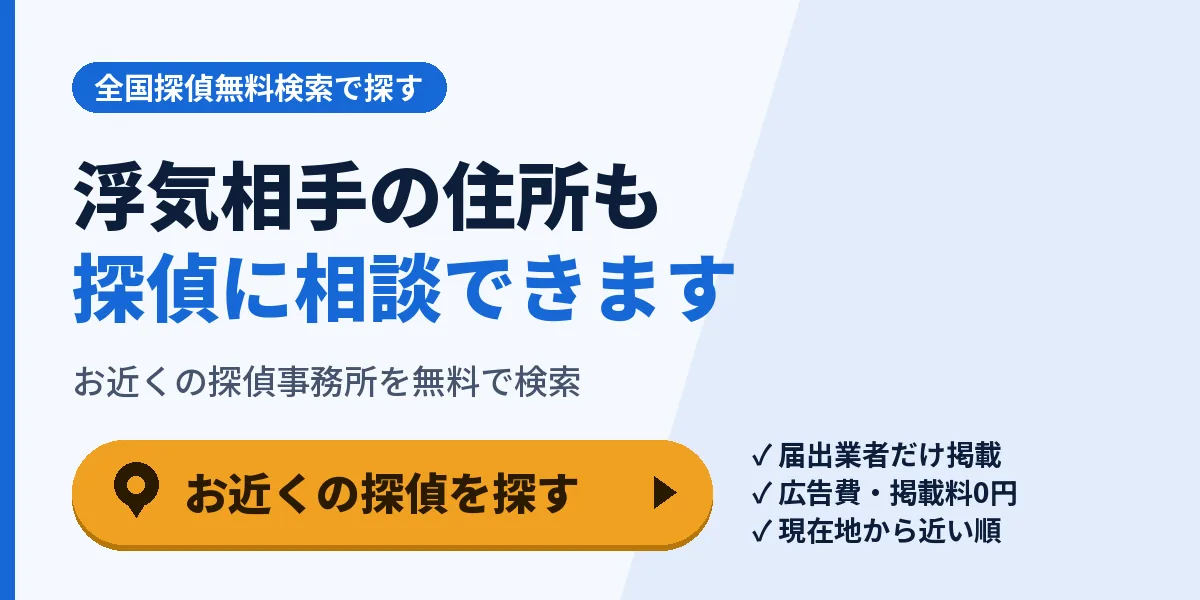 全国探偵無料検索で探す
浮気相手の住所も
探偵に相談できます
お近くの探偵事務所を無料で検索
お近くの探偵を探す
✓ 届出業者だけ掲載
✓ 広告費・掲載料0円
✓ 現在地から近い順